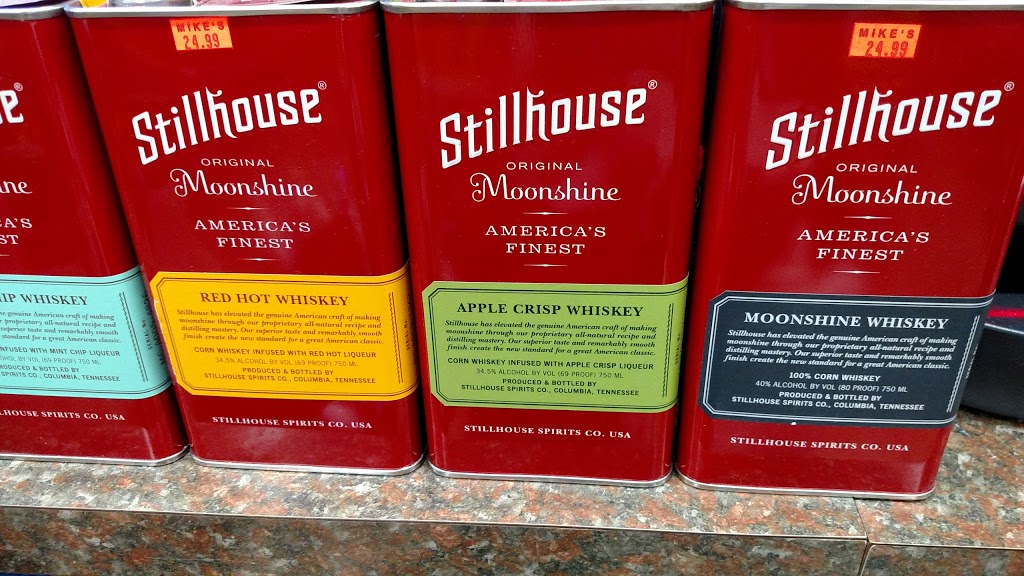 e®
ne
CA'S
ST
IP WHISKEY
INFUSED WITH MINT CHIP LIQUEUR
STILLHOUSE SPIRITS CO. USA
MIKE'S
24.99
Stillhouse®
ORIGINAL
Moonshine
AMERICA'S
FINEST
RED HOT WHISKEY
Stillhouse has elevated the genuine American craft of making
moonshine through our proprietary all-natural recipe and
distilling mastery. Our superior taste and remarkably smooth
finish create the new standard for a great American classic.
CORN WHISKEY INFUSED WITH RED HOT LIQUEUR
34.5% ALCOHOL BY VOL (69 PROOF) 750 ML
PRODUCED & BOTTLED BY
STILLHOUSE SPIRITS CO., COLUMBIA, TENNESSEE
STILLHOUSE SPIRITS CO. USA
Stillhouse®
ORIGINAL
Moonshine
AMERICA'S
FINEST
APPLE CRISP WHISKEY
Stillhouse has elevated the genuine American craft of making
moonshine through our proprietary all-natural recipe and
distilling mastery. Our superior taste and remarkably smooth
finish create the new standard for a great American classic.
CORN WHISKEY INFUSED WITH APPLE CRISP LIQUEUR
34.5% ALCOHOL BY VOL (69 PROOF) 750 ML
PRODUCED & BOTTLED BY
STILLHOUSE SPIRITS CO., COLUMBIA, TENNESSEE
STILLHOUSE SPIRITS CO. USA
MIKE'S
24.99
Stillhouse®
ORIGINAL
Moonshine
AMERICA'S
FINEST
MOONSHINE WHISKEY
Stillhouse has elevated the genuine American craft of making
moonshine through our proprietary all-natural recipe and
distilling mastery. Our superior taste and remarkably smooth
finish create the new standard for a great American classic.
100% CORN WHISKEY
40% ALCOHOL BY VOL (80 PROOF) 750 ML
PRODUCED & BOTTLED BY
STILLHOUSE SPIRITS CO., COLUMBIA, TENNESSEE
STILLHOUSE SPIRITS CO. USA